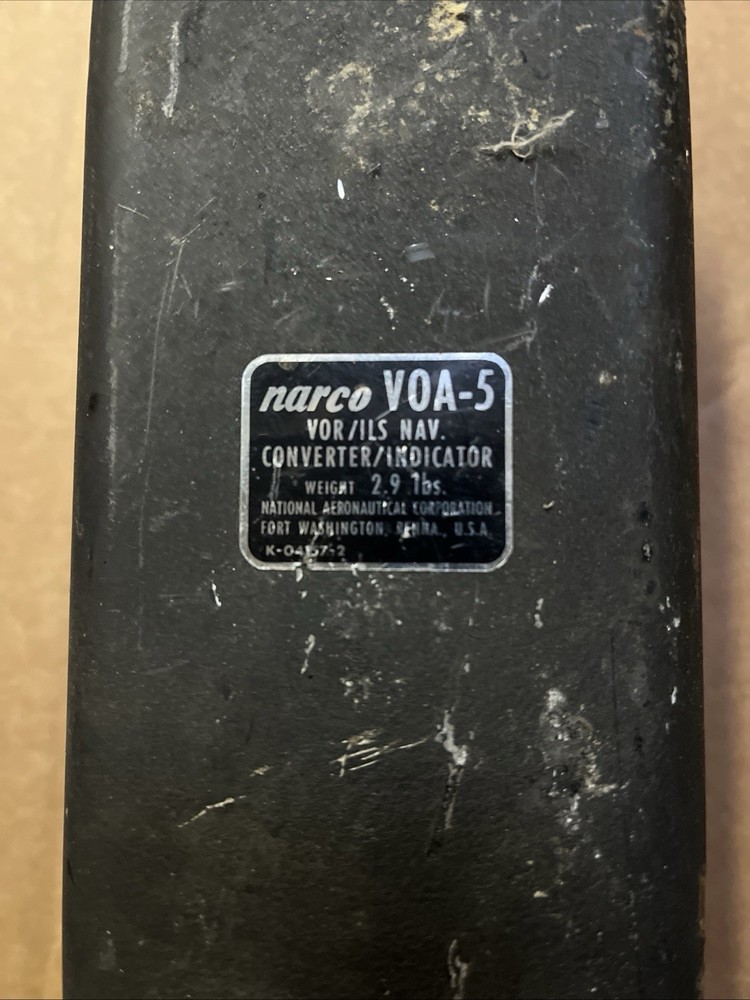 narco VOA-5
VOR/ILS NAV.
CONVERTER/INDICATOR
WEIGHT 2.9 lbs.
NATIONAL AERONAUTICAL CORPORATION
FORT WASHINGTON, PENNA., U.S.A.